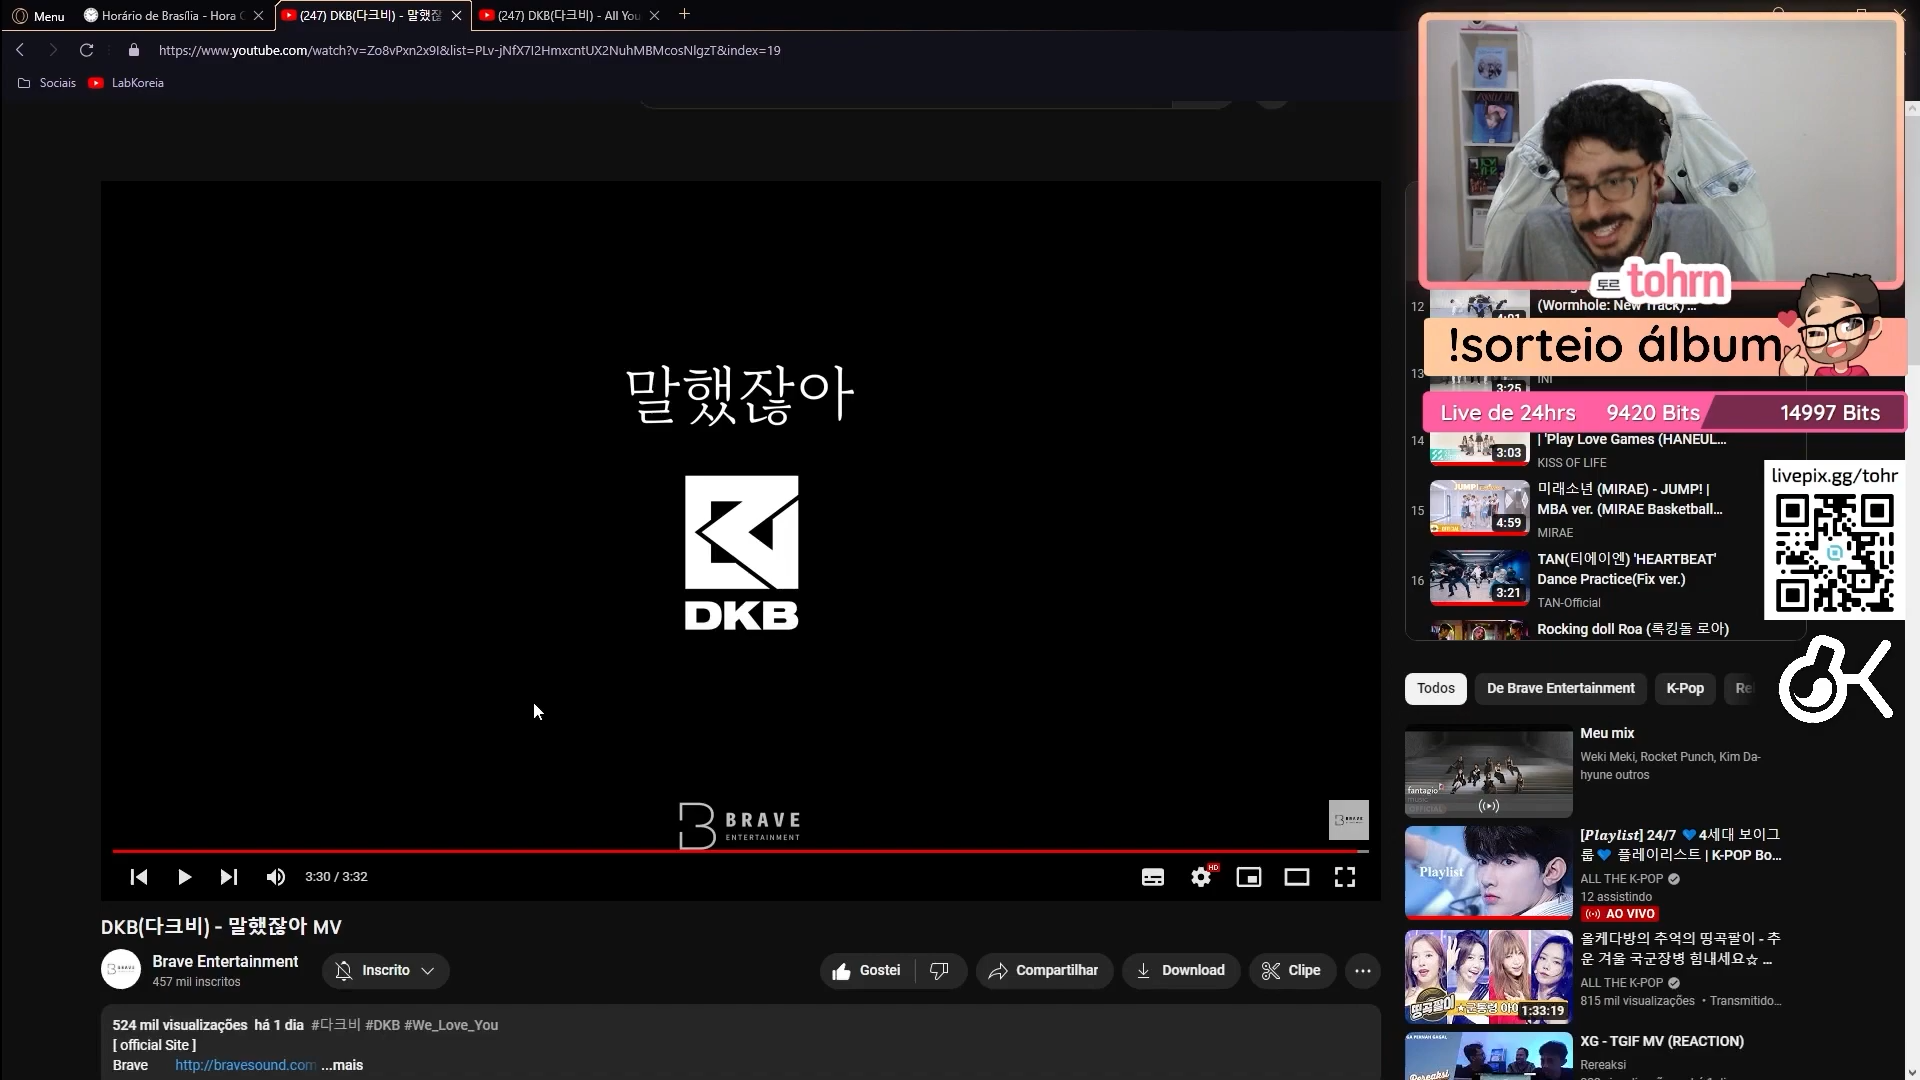 Menu
Horário de Brasília - Hora
(247) DKB(다크비) - 말했잖
(247) DKB(다크비) - All You
https://www.youtube.com/watch?v=Zo8vPxn2x9I&list=PLv-jNfX7I2HmxcntUX2NuhMBMcosNlgzT&index=19
Sociais
LabKoreia
말했잖아
DKB
BRAVE
ENTERTAINMENT
3:30 / 3:32
HD
DKB(다크비) - 말했잖아 MV
Brave Entertainment
457 mil inscritos
Inscrito
Gostei
Compartilhar
Download
Clipe
524 mil visualizações há 1 dia #다크비 #DKB #We_Love_You
[ official Site ]
Brave http://bravesound.com ...mais
토르 tohrn
12
(Wormhole: New Track) ...
4:01
!sorteio álbum
13
3:25
INI
Live de 24hrs 9420 Bits 14997 Bits
14
| 'Play Love Games (HANEUL...
3:03
KISS OF LIFE
livepix.gg/tohr
15
미래소년 (MIRAE) - JUMP! |
MBA ver. (MIRAE Basketball...
4:59
MIRAE
16
TAN(티에이엔) 'HEARTBEAT'
Dance Practice(Fix ver.)
3:21
TAN-Official
Rocking doll Roa (록킹돌 로아)
Todos
De Brave Entertainment
K-Pop
Re
Meu mix
Weki Meki, Rocket Punch, Kim Da-
hyune outros
fantagio
[Playlist] 24/7 💙4세대 보이그
룹💙 플레이리스트 | K-POP Bo...
Playlist
ALL THE K-POP
12 assistindo
AO VIVO
올케다방의 추억의 띵곡팔이 - 추
운 겨울 국군장병 힘내세요☆ ...
ALL THE K-POP
815 mil visualizações • Transmitido...
띵곡팔이
1:33:19
XG - TGIF MV (REACTION)
Rereaksi